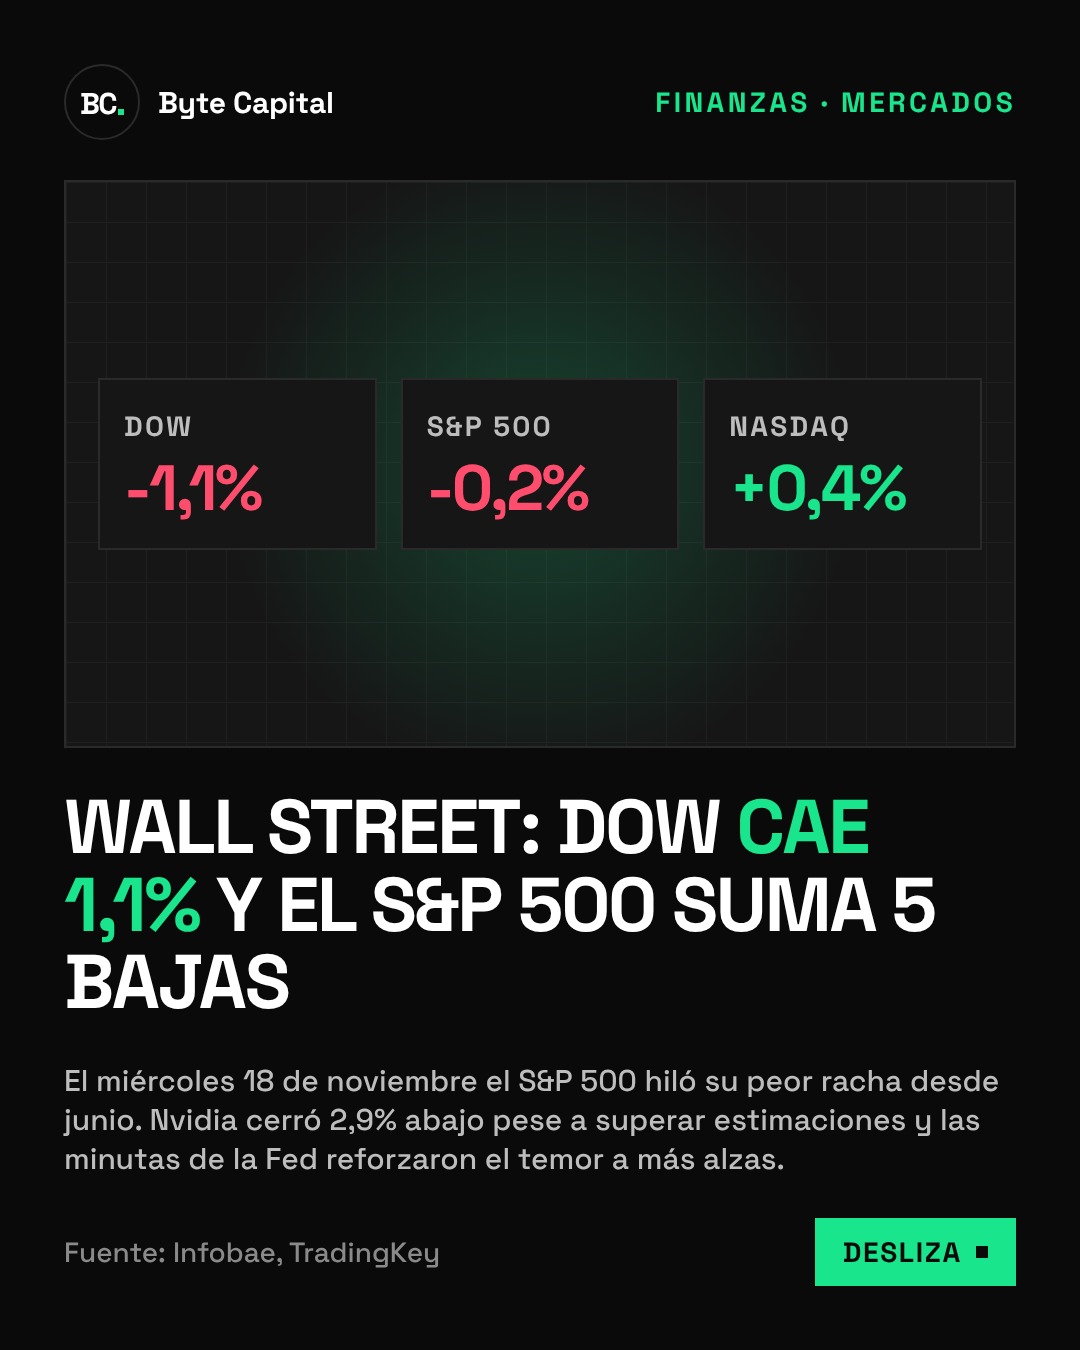 BC.
Byte Capital
FINANZAS · MERCADOS
DOW
-1,1%
S&P 500
-0,2%
NASDAQ
+0,4%
WALL STREET: DOW CAE
1,1% Y EL S&P 500 SUMA 5
BAJAS
El miércoles 18 de noviembre el S&P 500 hiló su peor racha desde
junio. Nvidia cerró 2,9% abajo pese a superar estimaciones y las
minutas de la Fed reforzaron el temor a más alzas.
Fuente: Infobae, TradingKey
DESLIZA